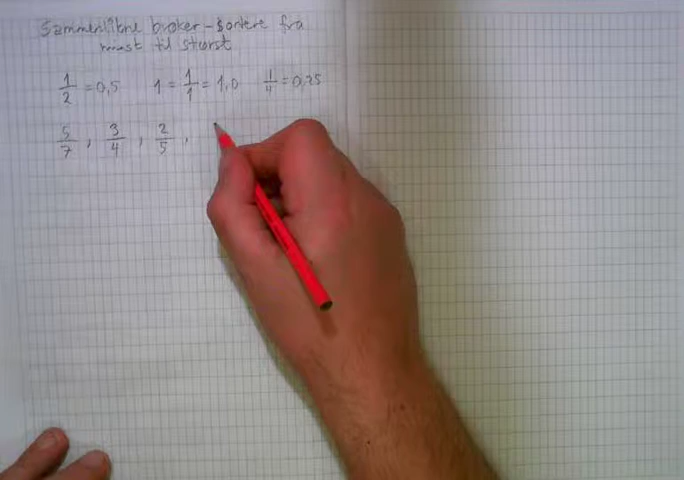 Sammenlikne brøker - Sortere fra
minst til størst
1/2 = 0,5 1 = 1/1 = 1,0 1/4 = 0,25
5/7 , 3/4 , 2/5 ,